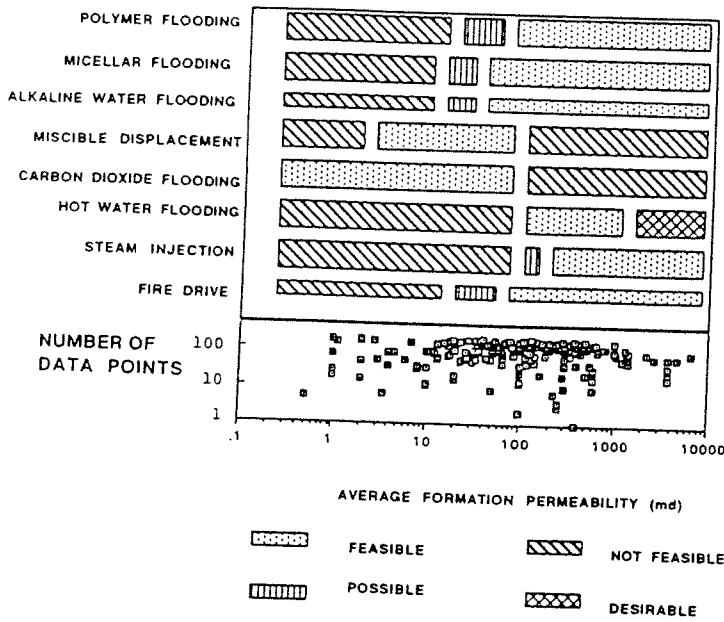 POLYMER FLOODING
MICELLAR FLOODING
ALKALINE WATER FLOODING
MISCIBLE DISPLACEMENT
CARBON DIOXIDE FLOODING
HOT WATER FLOODING
STEAM INJECTION
FIRE DRIVE
NUMBER OF
DATA POINTS
100
10
1
.1 1 10 100 1000 10000
AVERAGE FORMATION PERMEABILITY (md)
FEASIBLE
NOT FEASIBLE
POSSIBLE
DESIRABLE